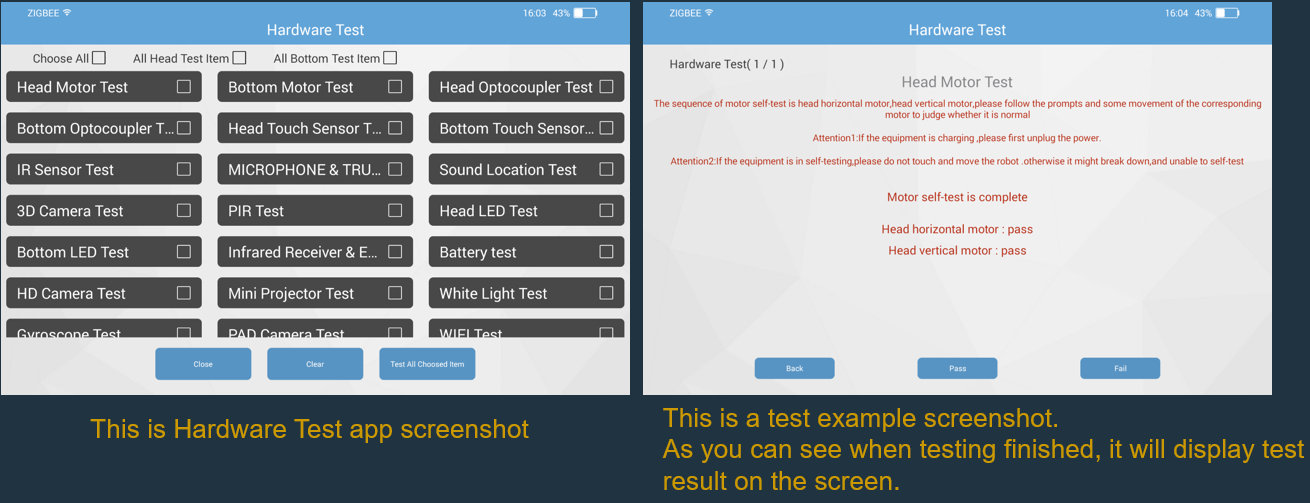 ZIGBEE 16:03 43%
Hardware Test
Choose All All Head Test Item All Bottom Test Item
Head Motor Test Bottom Motor Test Head Optocoupler Test
Bottom Optocoupler T... Head Touch Sensor T... Bottom Touch Sensor...
IR Sensor Test MICROPHONE & TRU... Sound Location Test
3D Camera Test PIR Test Head LED Test
Bottom LED Test Infrared Receiver & E... Battery test
HD Camera Test Mini Projector Test White Light Test
Gyroscope Test PAD Camera Test WIFI Test
Close Clear Test All Choosed Item
This is Hardware Test app screenshot
ZIGBEE 16:04 43%
Hardware Test
Hardware Test( 1 / 1 )
Head Motor Test
The sequence of motor self-test is head horizontal motor,head vertical motor,please follow the prompts and some movement of the corresponding
motor to judge whether it is normal
Attention1:If the equipment is charging ,please first unplug the power.
Attention2:If the equipment is in self-testing,please do not touch and move the robot .otherwise it might break down,and unable to self-test
Motor self-test is complete
Head horizontal motor : pass
Head vertical motor : pass
Back Pass Fail
This is a test example screenshot.
As you can see when testing finished, it will display test
result on the screen.